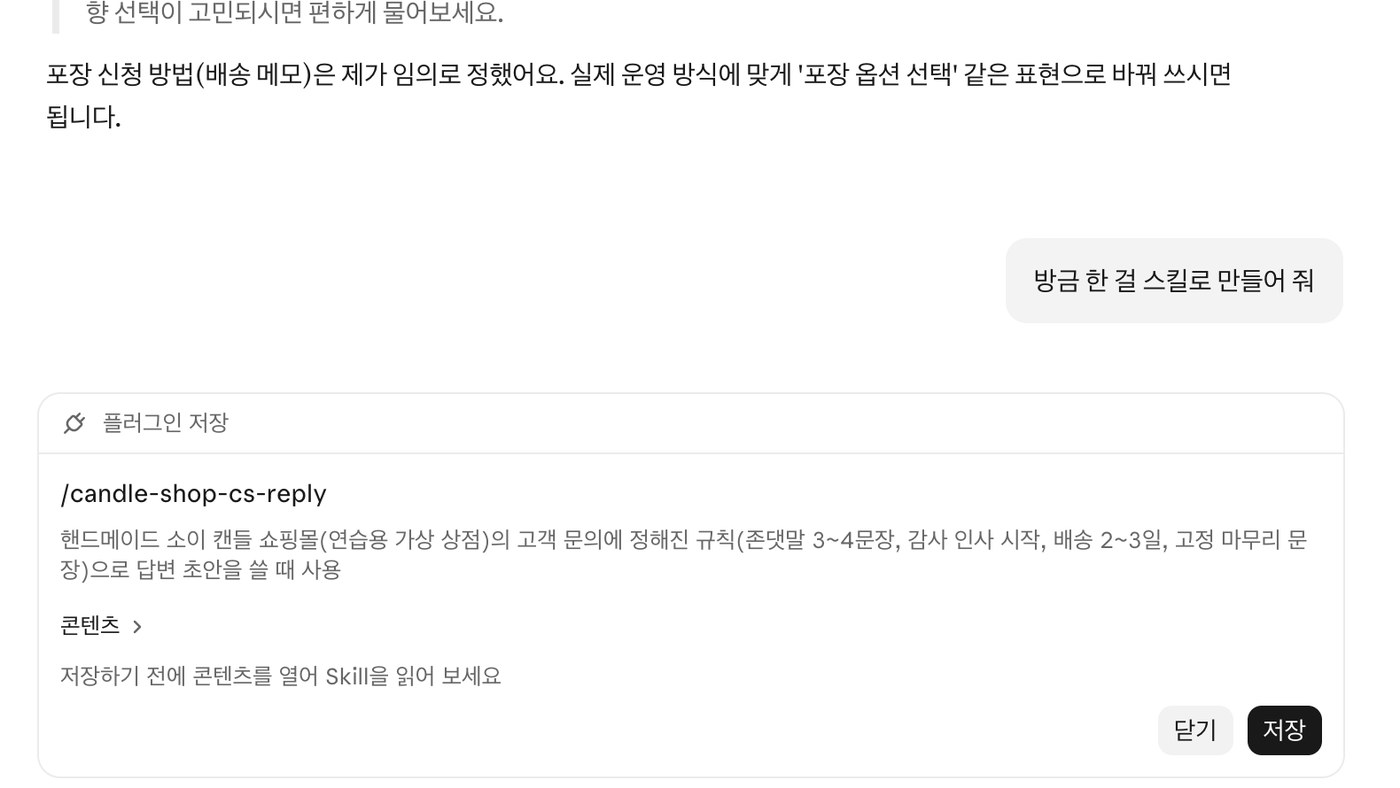 향 선택이 고민되시면 편하게 물어보세요.
포장 신청 방법(배송 메모)은 제가 임의로 정했어요. 실제 운영 방식에 맞게 '포장 옵션 선택' 같은 표현으로 바꿔 쓰시면
됩니다.
방금 한 걸 스킬로 만들어 줘
플러그인 저장
/candle-shop-cs-reply
핸드메이드 소이 캔들 쇼핑몰(연습용 가상 상점)의 고객 문의에 정해진 규칙(존댓말 3~4문장, 감사 인사 시작, 배송 2~3일, 고정 마무리 문
장)으로 답변 초안을 쓸 때 사용
콘텐츠
저장하기 전에 콘텐츠를 열어 Skill을 읽어 보세요
닫기 저장